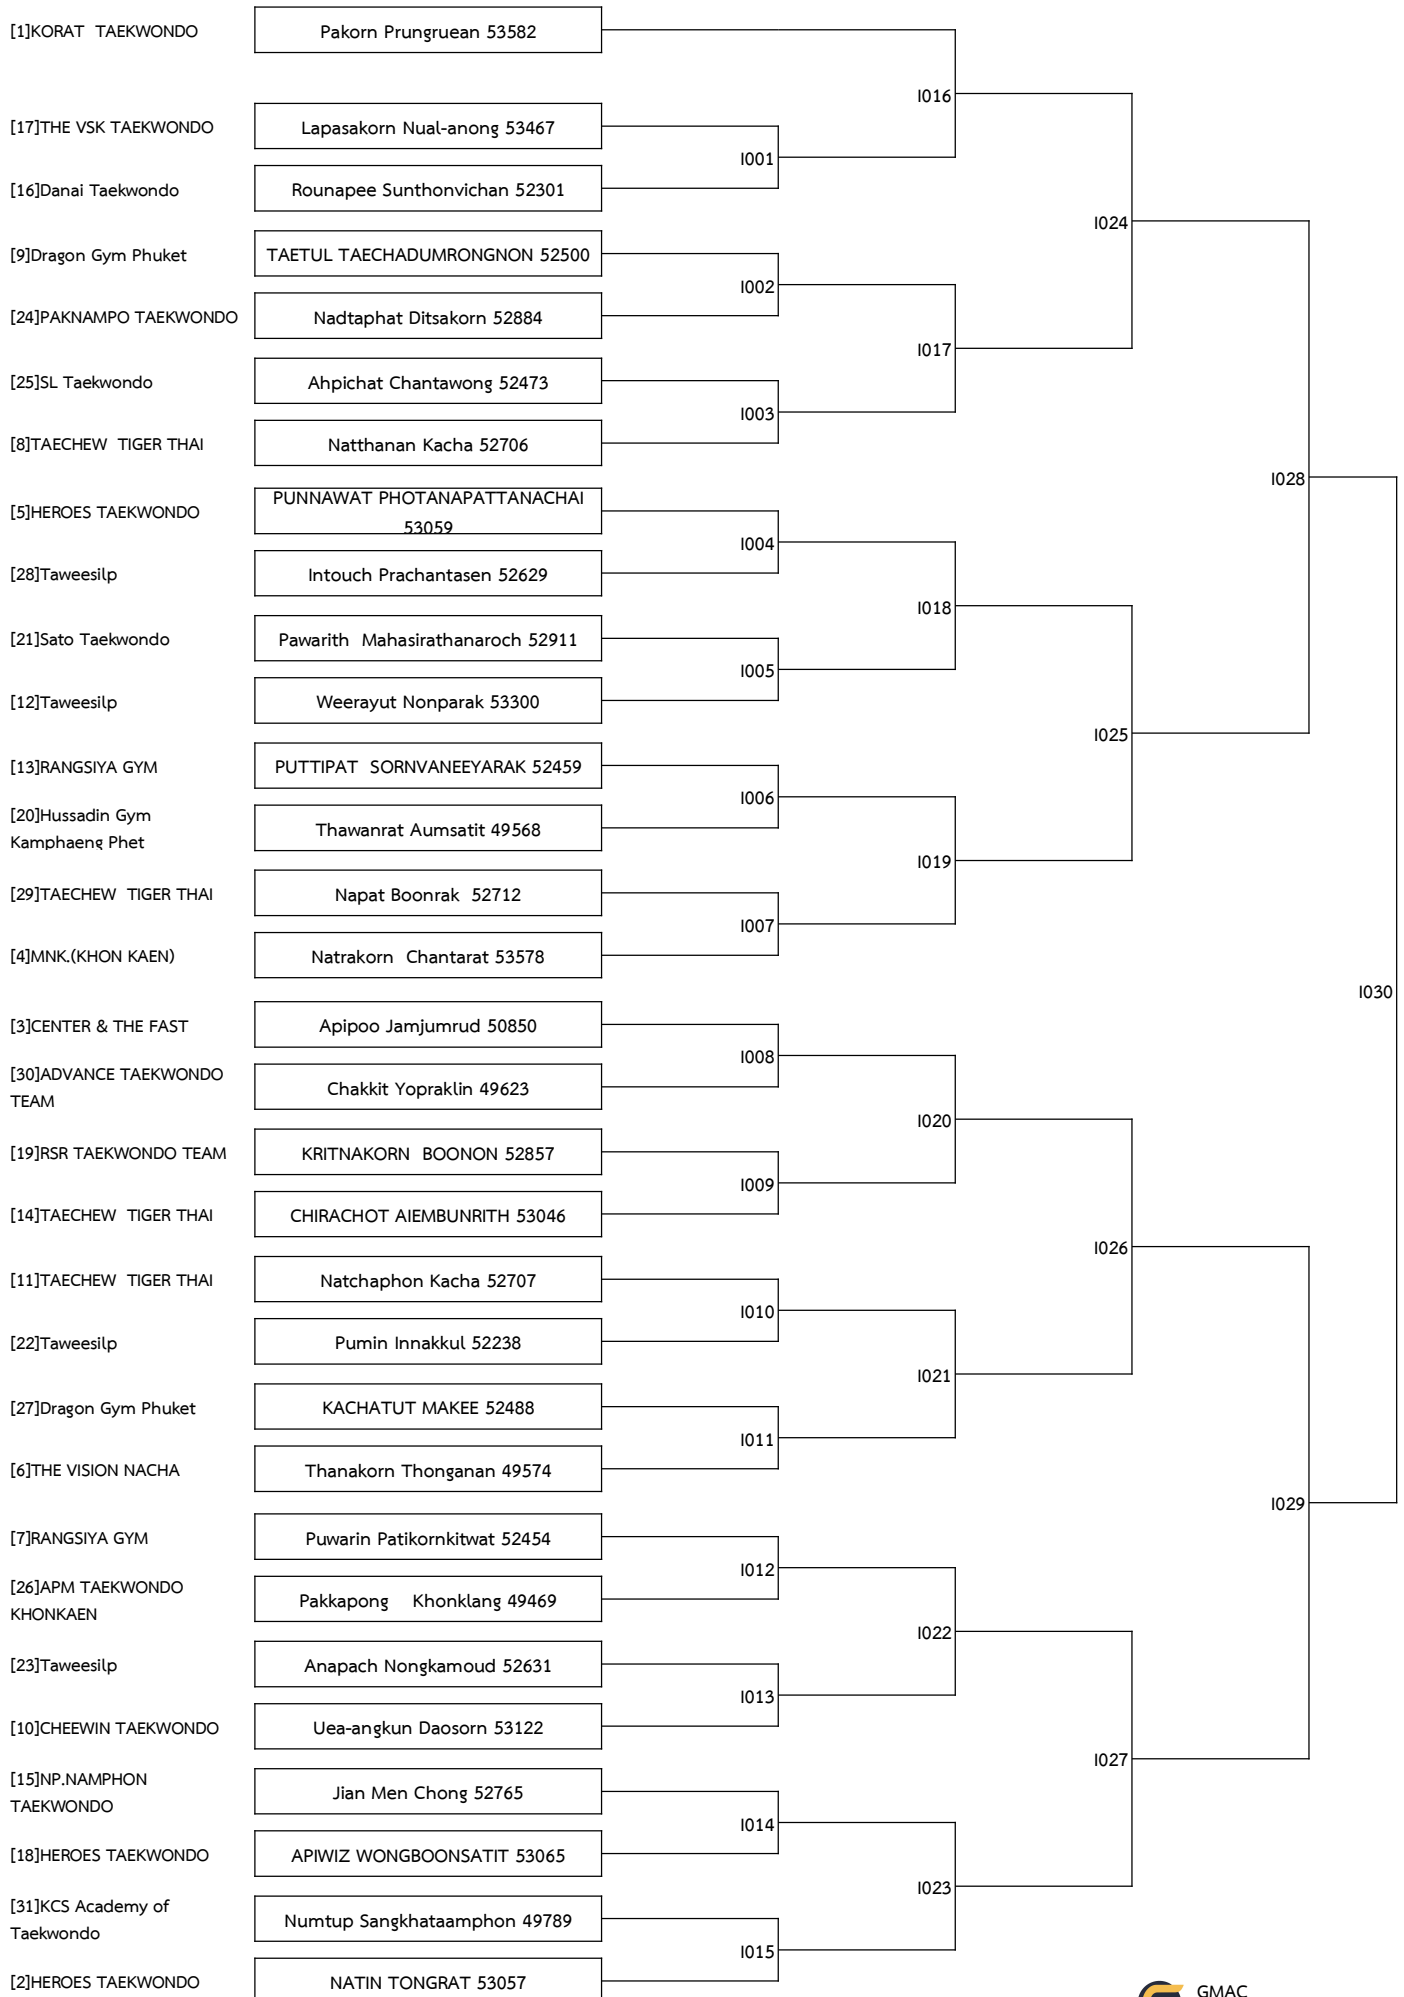 [1]KORAT  TAEKWONDO
Pakorn Prungruean 53582
I016
[17]THE VSK TAEKWONDO
Lapasakorn Nual-anong 53467
I001
[16]Danai Taekwondo
Rounapee Sunthonvichan 52301
I024
[9]Dragon Gym Phuket
TAETUL TAECHADUMRONGNON 52500
I002
[24]PAKNAMPO TAEKWONDO
Nadtaphat Ditsakorn 52884
I017
[25]SL Taekwondo
Ahpichat Chantawong 52473
I003
[8]TAECHEW  TIGER THAI
Natthanan Kacha 52706
I028
[5]HEROES TAEKWONDO
PUNNAWAT PHOTANAPATTANACHAI
53059
I004
[28]Taweesilp
Intouch Prachantasen 52629
I018
[21]Sato Taekwondo
Pawarith  Mahasirathanaroch 52911
I005
[12]Taweesilp
Weerayut Nonparak 53300
I025
[13]RANGSIYA GYM
PUTTIPAT  SORNVANEEYARAK 52459
I006
[20]Hussadin Gym
Kamphaeng Phet
Thawanrat Aumsatit 49568
I019
[29]TAECHEW  TIGER THAI
Napat Boonrak  52712
I007
[4]MNK.(KHON KAEN)
Natrakorn  Chantarat 53578
I030
[3]CENTER & THE FAST
Apipoo Jamjumrud 50850
I008
[30]ADVANCE TAEKWONDO
TEAM
Chakkit Yopraklin 49623
I020
[19]RSR TAEKWONDO TEAM
KRITNAKORN  BOONON 52857
I009
[14]TAECHEW  TIGER THAI
CHIRACHOT AIEMBUNRITH 53046
I026
[11]TAECHEW  TIGER THAI
Natchaphon Kacha 52707
I010
[22]Taweesilp
Pumin Innakkul 52238
I021
[27]Dragon Gym Phuket
KACHATUT MAKEE 52488
I011
[6]THE VISION NACHA
Thanakorn Thonganan 49574
I029
[7]RANGSIYA GYM
Puwarin Patikornkitwat 52454
I012
[26]APM TAEKWONDO
KHONKAEN
Pakkapong    Khonklang 49469
I022
[23]Taweesilp
Anapach Nongkamoud 52631
I013
[10]CHEEWIN TAEKWONDO
Uea-angkun Daosorn 53122
I027
[15]NP.NAMPHON
TAEKWONDO
Jian Men Chong 52765
I014
[18]HEROES TAEKWONDO
APIWIZ WONGBOONSATIT 53065
I023
[31]KCS Academy of
Taekwondo
Numtup Sangkhataamphon 49789
I015
[2]HEROES TAEKWONDO
NATIN TONGRAT 53057
GMAC